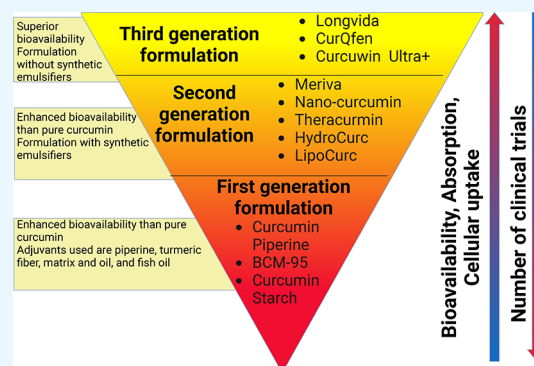 Superior
bioavailability
Formulation
without synthetic
emulsifiers
Third generation
formulation
• Longvida
• CurQfen
• Curcuwin Ultra+
Enhanced bioavailability
than pure curcumin
Formulation with synthetic
emulsifiers
Second
generation
formulation
• Meriva
• Nano-curcumin
• Theracurmin
• HydroCurc
• LipoCurc
Enhanced bioavailability than pure
curcumin
Adjuvants used are piperine, turmeric
fiber, matrix and oil, and fish oil
First generation
formulation
• Curcumin
Piperine
• BCM-95
• Curcumin
Starch
Bioavailability, Absorption,
Cellular uptake
Number of clinical trials